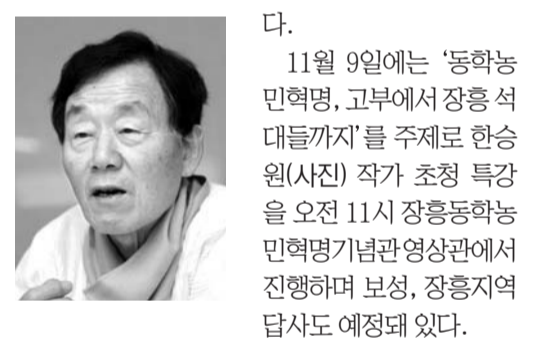 다.
11월 9일에는 ‘동학농
민혁명, 고부에서 장흥 석
대들까지’를 주제로 한승
원(사진) 작가 초청 특강
을 오전 11시 장흥동학농
민혁명기념관 영상관에서
진행하며 보성, 장흥지역
답사도 예정돼 있다.